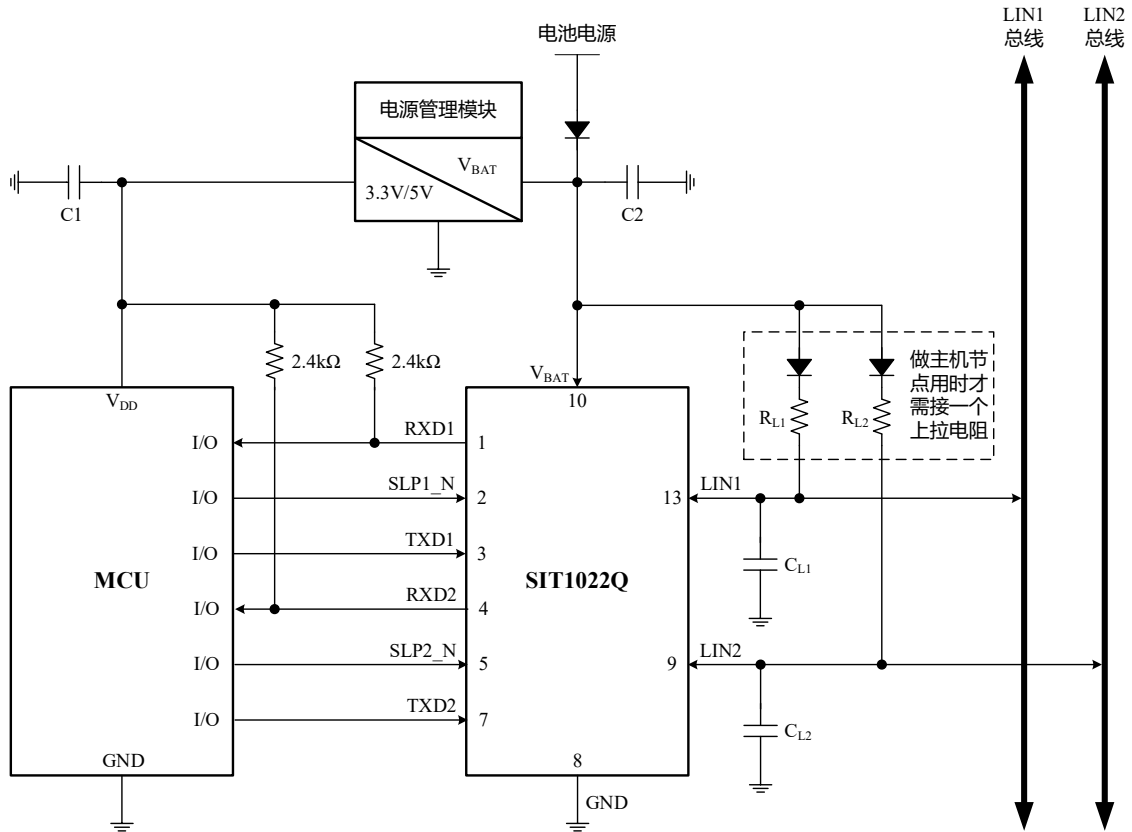 LIN1
总线
LIN2
总线
电池电源
电源管理模块
V_BAT
3.3V/5V
C1
C2
2.4kΩ
2.4kΩ
做主机节
点用时才
需接一个
上拉电阻
R_L1
R_L2
V_DD
V_BAT
10
I/O
RXD1
1
I/O
SLP1_N
2
13
LIN1
I/O
TXD1
3
MCU
SIT1022Q
C_L1
I/O
RXD2
4
I/O
SLP2_N
5
9
LIN2
I/O
TXD2
7
C_L2
GND
8
GND